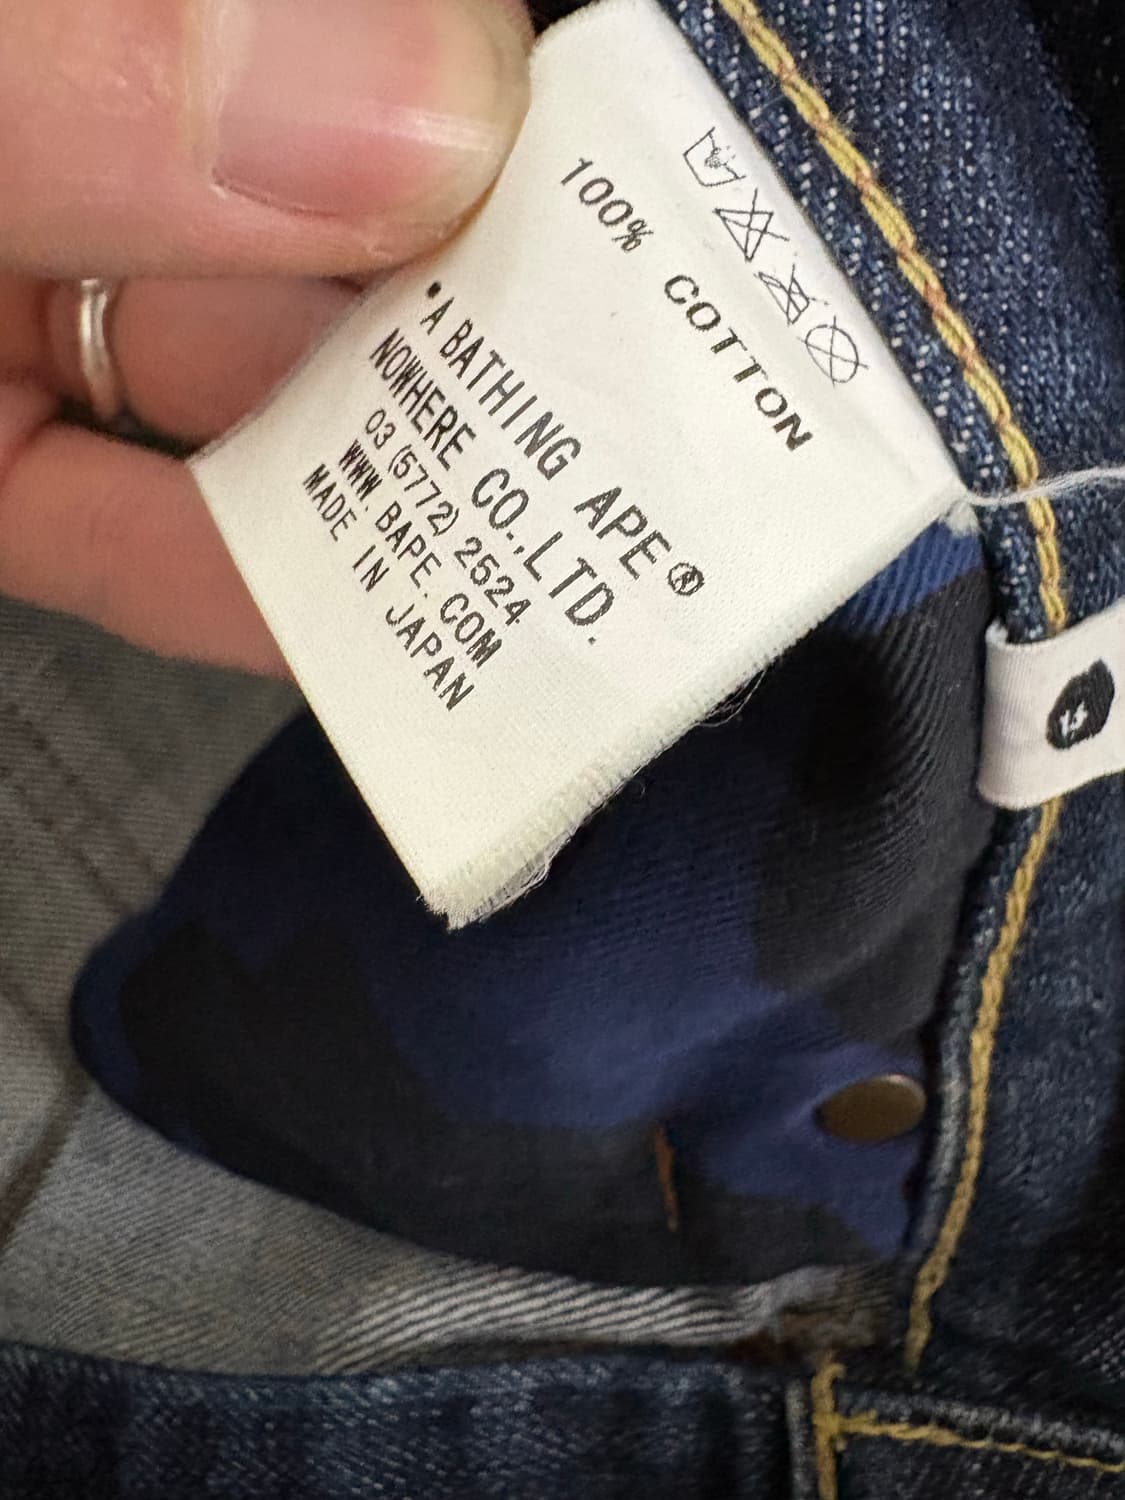 100% COTTON
•A BATHING APE®
NOWHERE CO.,LTD.
03 (5772) 2524
WWW.BAPE.COM
MADE IN JAPAN